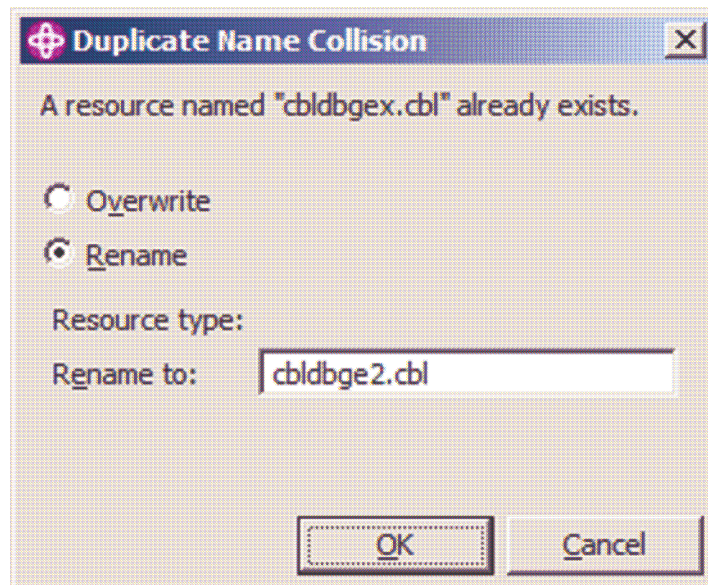 Duplicate Name Collision
A resource named "cbldbgex.cbl" already exists.
Overwrite
Rename
Resource type:
Rename to: cbldbge2.cbl
OK Cancel